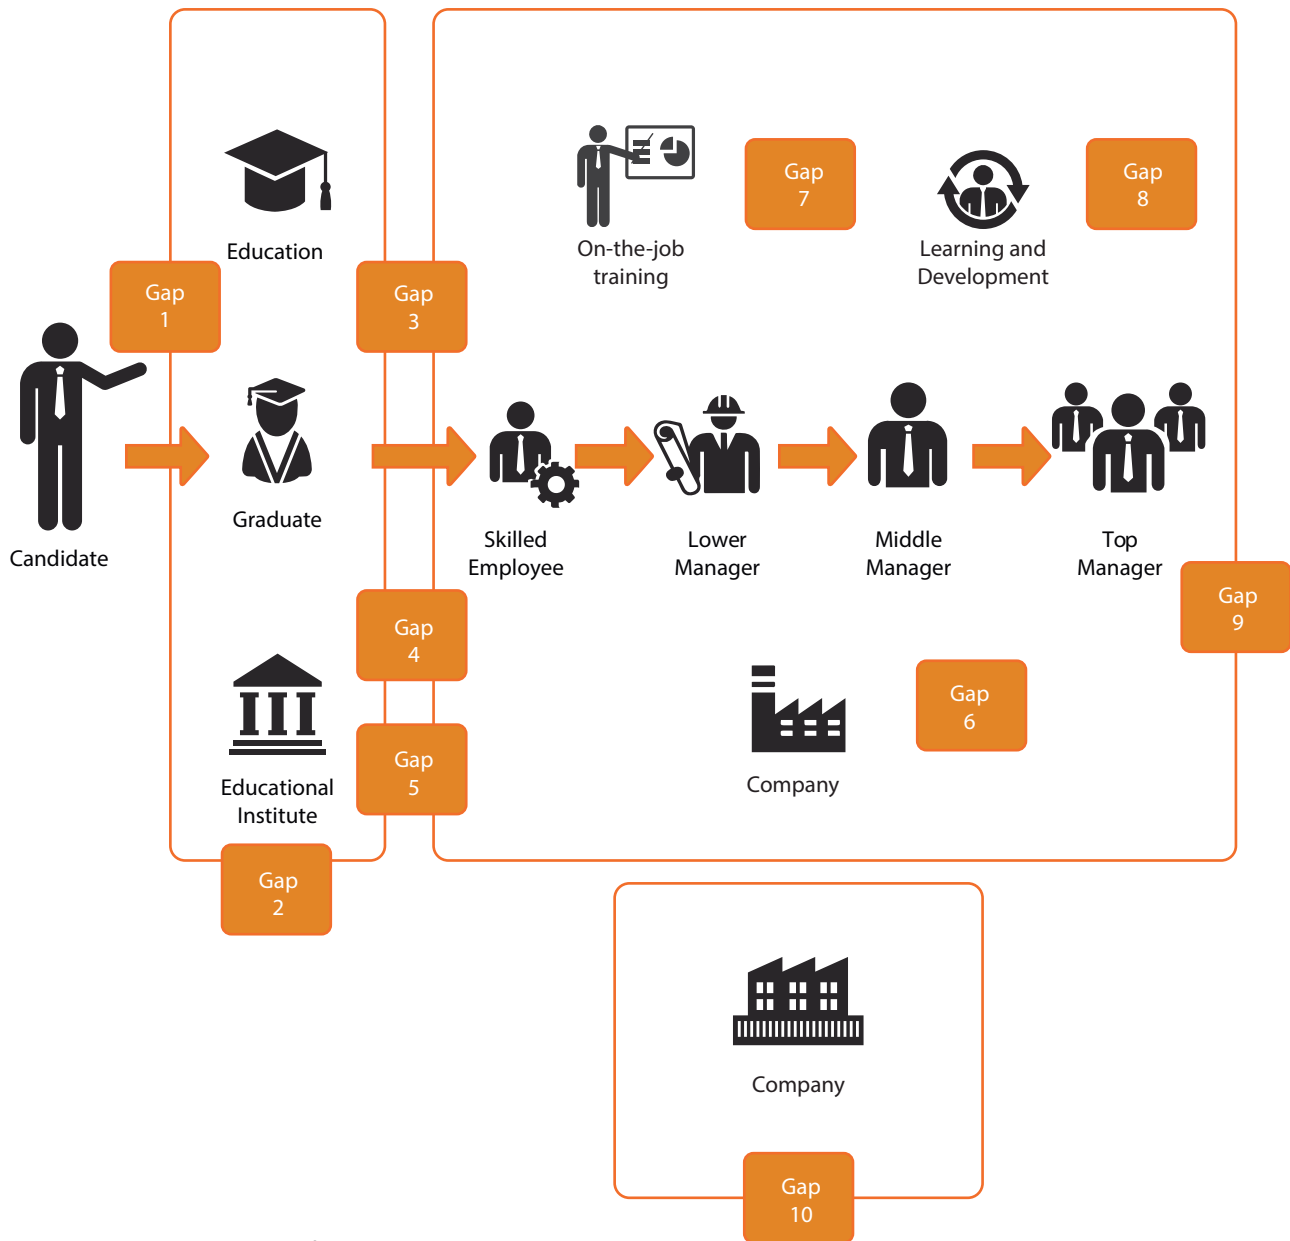 Education
Gap
1
Gap
3
Candidate
Graduate
Educational
Institute
Gap
4
Gap
5
Gap
2
On-the-job
training
Gap
7
Learning and
Development
Gap
8
Skilled
Employee
Lower
Manager
Middle
Manager
Top
Manager
Gap
9
Company
Gap
6
Company
Gap
10